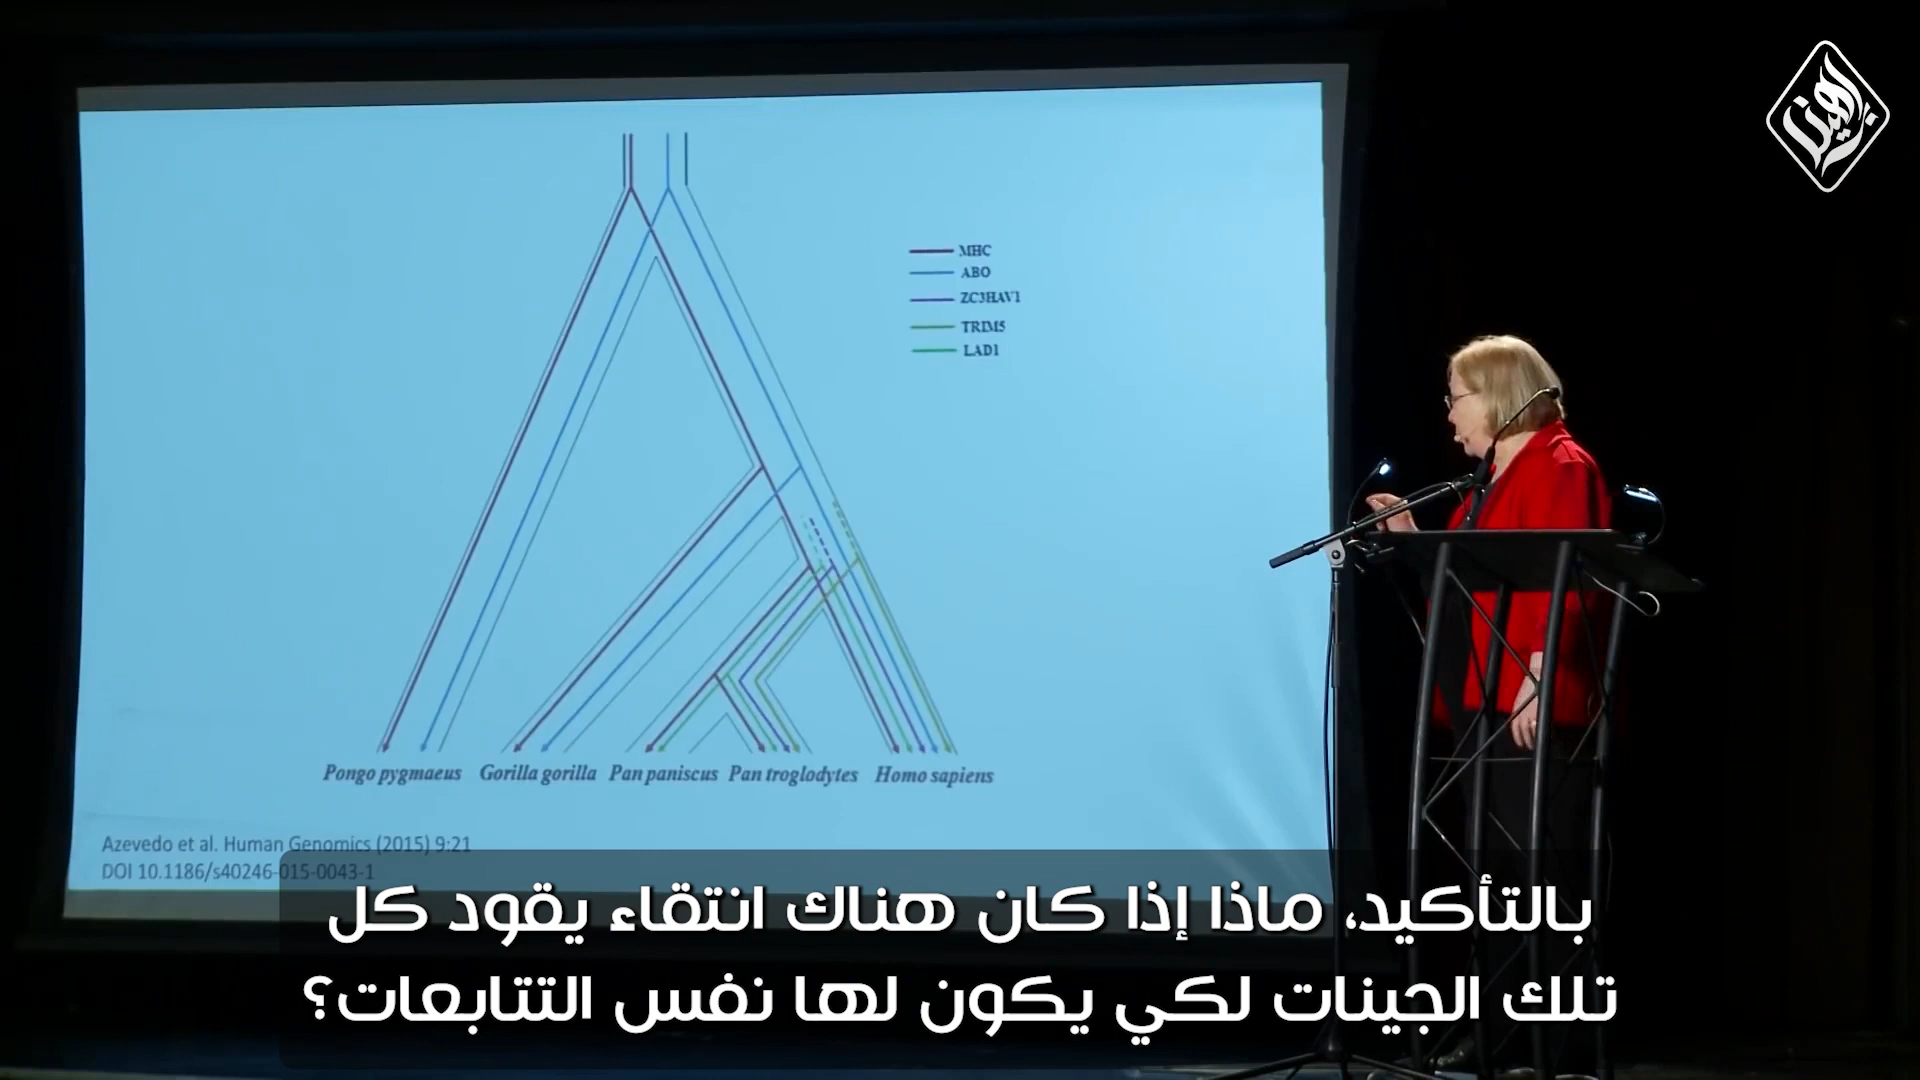 براهين
MHC
ABO
ZC3HAV1
TRIM5
LAD1
Pongo pygmaeus Gorilla gorilla Pan paniscus Pan troglodytes Homo sapiens
Azevedo et al. Human Genomics (2015) 9:21
DOI 10.1186/s40246-015-0043-1
بالتأكيد، ماذا إذا كان هناك انتقاء يقود كل
تلك الجينات لكي يكون لها نفس التتابعات؟